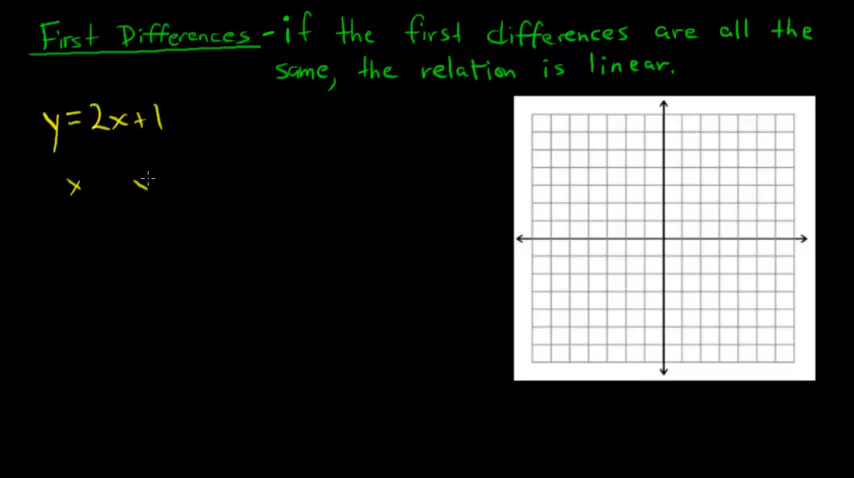 First Differences - if the first differences are all the
same, the relation is linear.
y = 2x + 1
x